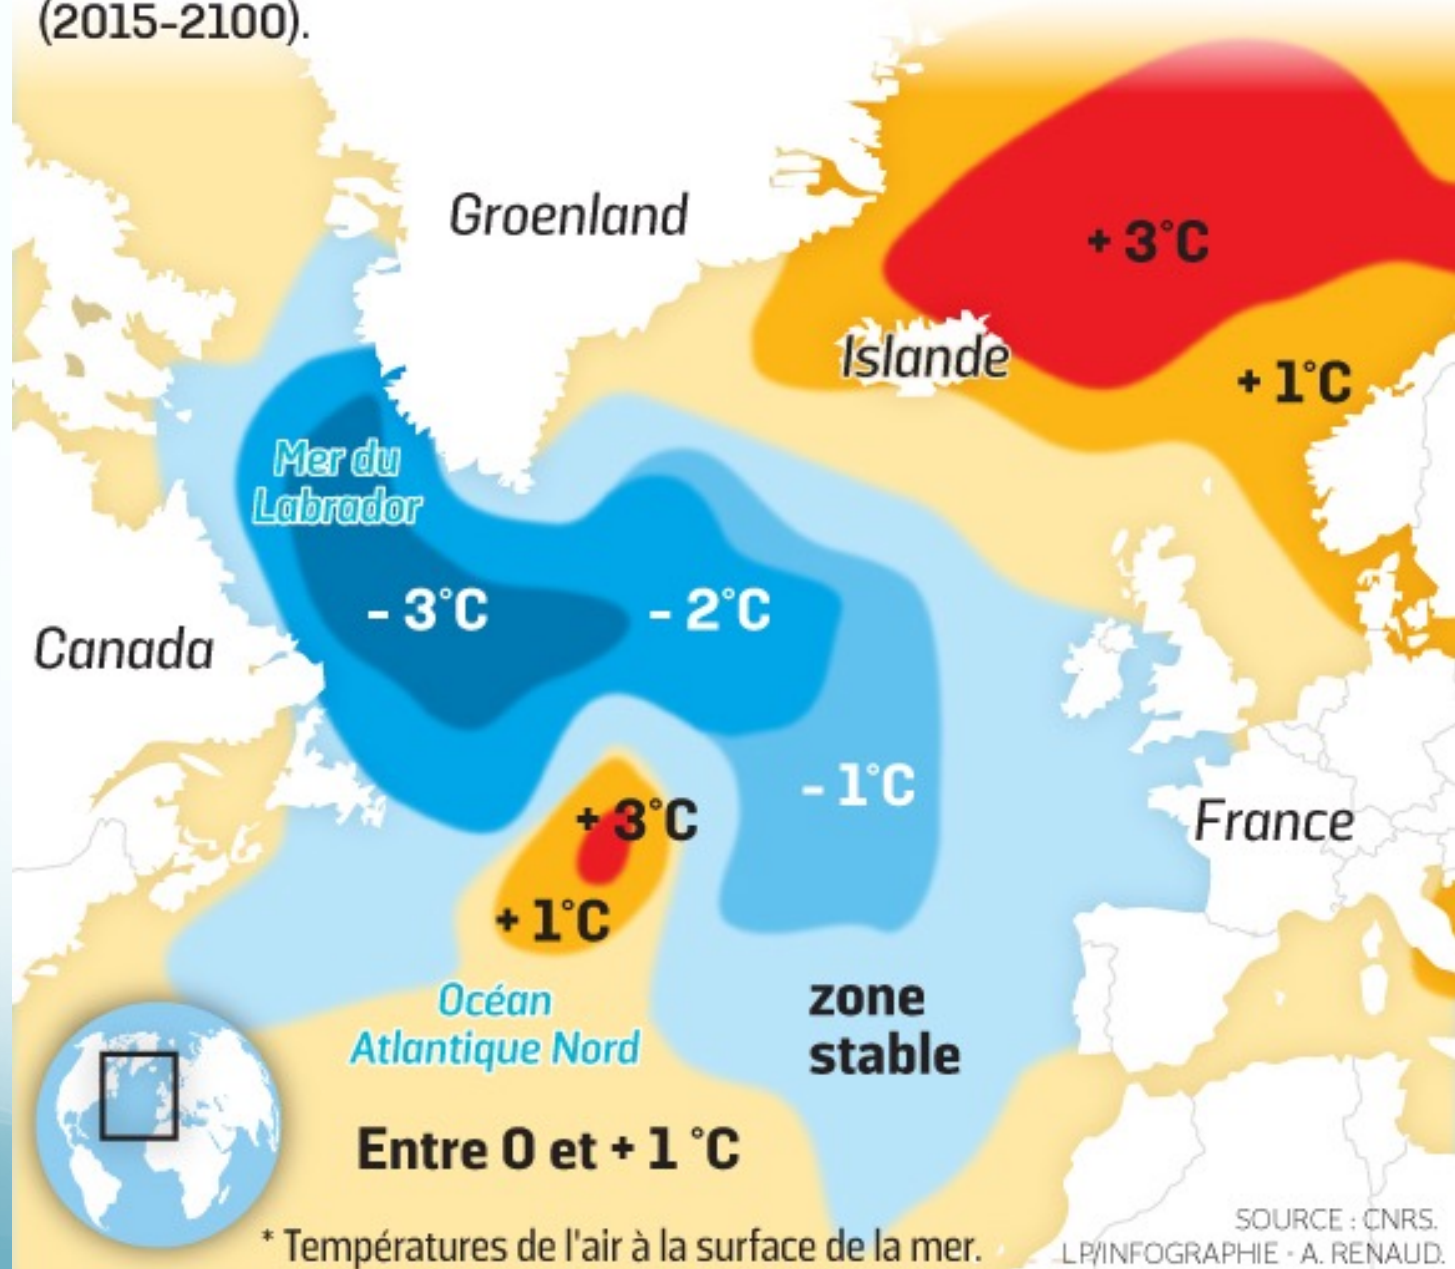 (2015-2100).
Groenland
+ 3°C
Islande
+ 1°C
Mer du
Labrador
- 3°C
- 2°C
Canada
- 1°C
+ 3°C
France
+ 1°C
Océan
Atlantique Nord
zone
stable
Entre 0 et + 1 °C
* Températures de l'air à la surface de la mer.
SOURCE : CNRS.
LP/INFOGRAPHIE - A. RENAUD.